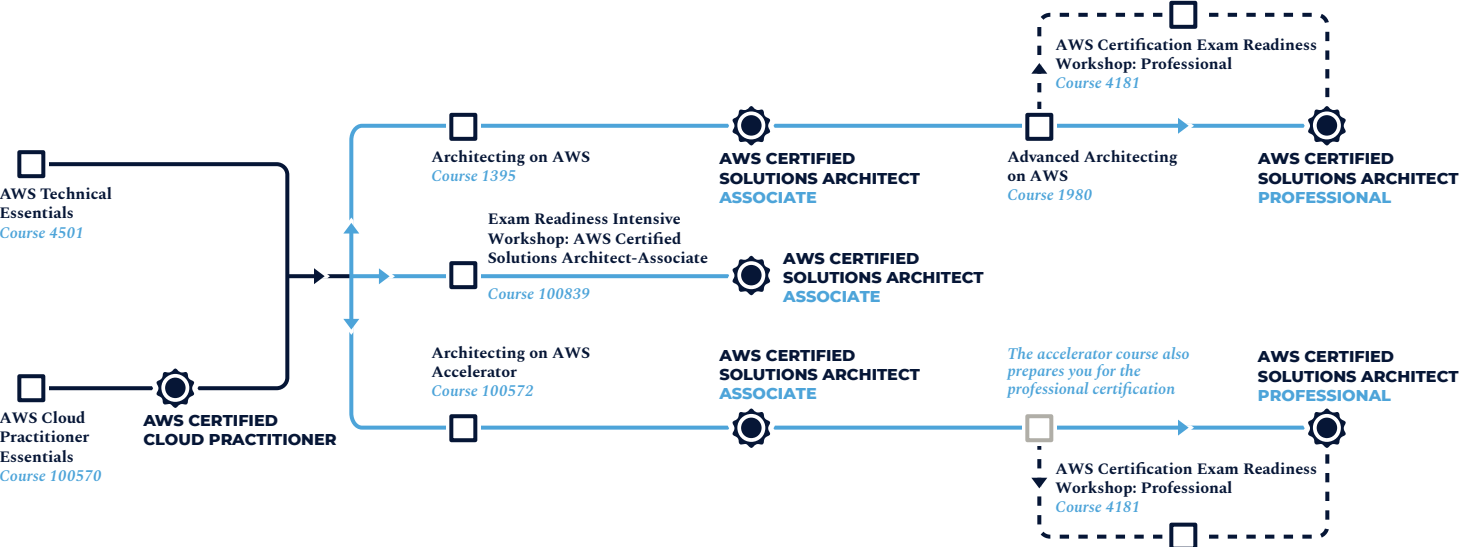 AWS Technical
Essentials
Course 4501
AWS Cloud
Practitioner
Essentials
Course 100570
AWS CERTIFIED
CLOUD PRACTITIONER
Architecting on AWS
Course 1395
AWS CERTIFIED
SOLUTIONS ARCHITECT
ASSOCIATE
AWS Certification Exam Readiness
Workshop: Professional
Course 4181
Advanced Architecting
on AWS
Course 1980
AWS CERTIFIED
SOLUTIONS ARCHITECT
PROFESSIONAL
Exam Readiness Intensive
Workshop: AWS Certified
Solutions Architect-Associate
Course 100839
AWS CERTIFIED
SOLUTIONS ARCHITECT
ASSOCIATE
Architecting on AWS
Accelerator
Course 100572
AWS CERTIFIED
SOLUTIONS ARCHITECT
ASSOCIATE
The accelerator course also
prepares you for the
professional certification
AWS CERTIFIED
SOLUTIONS ARCHITECT
PROFESSIONAL
AWS Certification Exam Readiness
Workshop: Professional
Course 4181